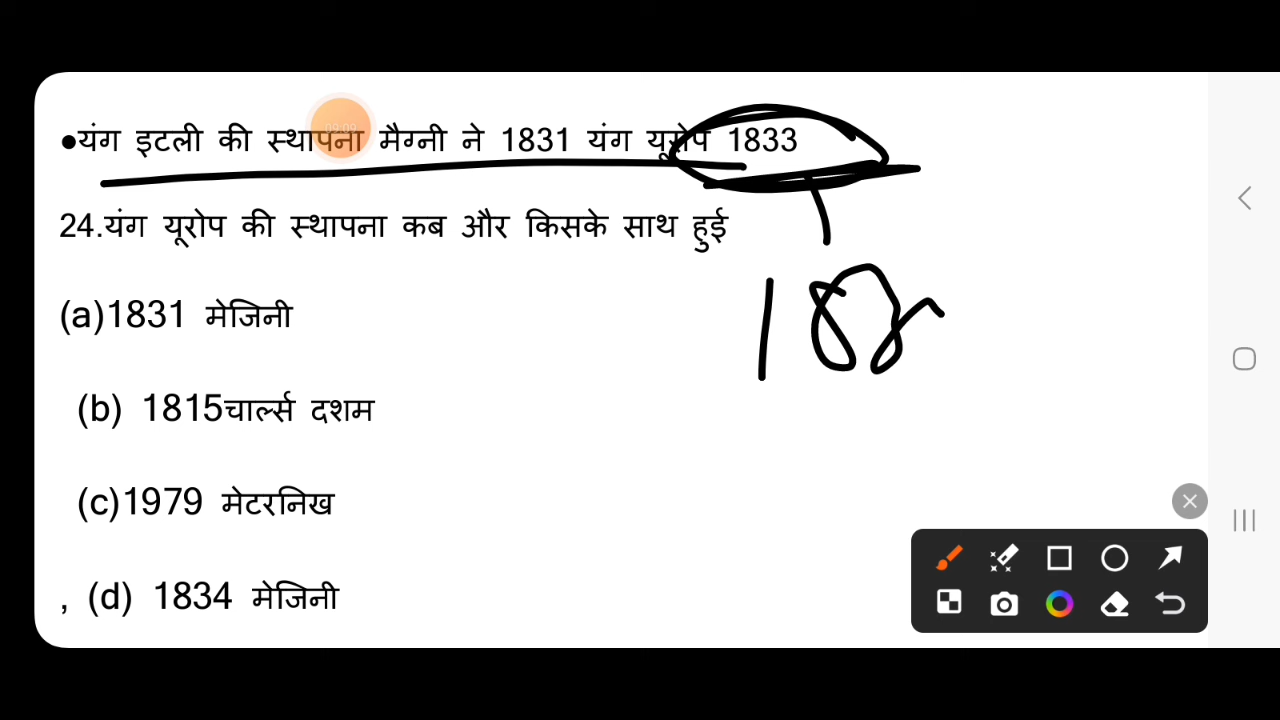 ●यंग इटली की स्थापना मैग्नी ने 1831 यंग यूरोप 1833
24.यंग यूरोप की स्थापना कब और किसके साथ हुई
(a)1831 मेजिनी
(b) 1815चार्ल्स दशम
(c)1979 मेटरनिख
, (d) 1834 मेजिनी